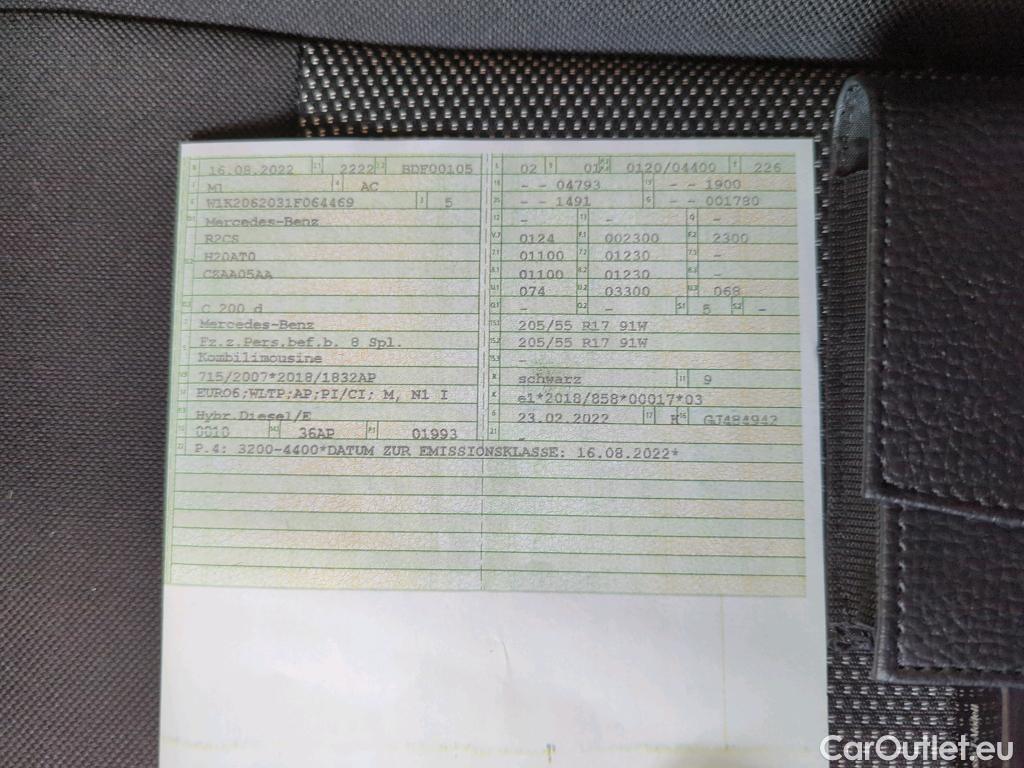 16.08.2022 2222 BDF00105
M1 AC
W1K2062031F064469 5
Mercedes-Benz
R2CS
H20AT0
C2AA05AA
C 200 d
Mercedes-Benz
Fz.z.Pers.bef.b. 8 Spl.
Kombilimousine
715/2007*2018/1832AP
EURO6;WLTP;AP;PI/CI; M, N1 I
Hybr.Diesel/E
0010 36AP 01993
02 01 0120/04400 226
- - 04793 - - 1900
- - 1491 - - 001780
- - -
0124 002300 2300
01100 01230 -
01100 01230 -
074 03300 068
- - 5 -
205/55 R17 91W
205/55 R17 91W
-
schwarz 9
e1*2018/858*00017*03
23.02.2022 K GJ484942
-
P.4: 3200-4400*DATUM ZUR EMISSIONSKLASSE: 16.08.2022*
CarOutlet.eu